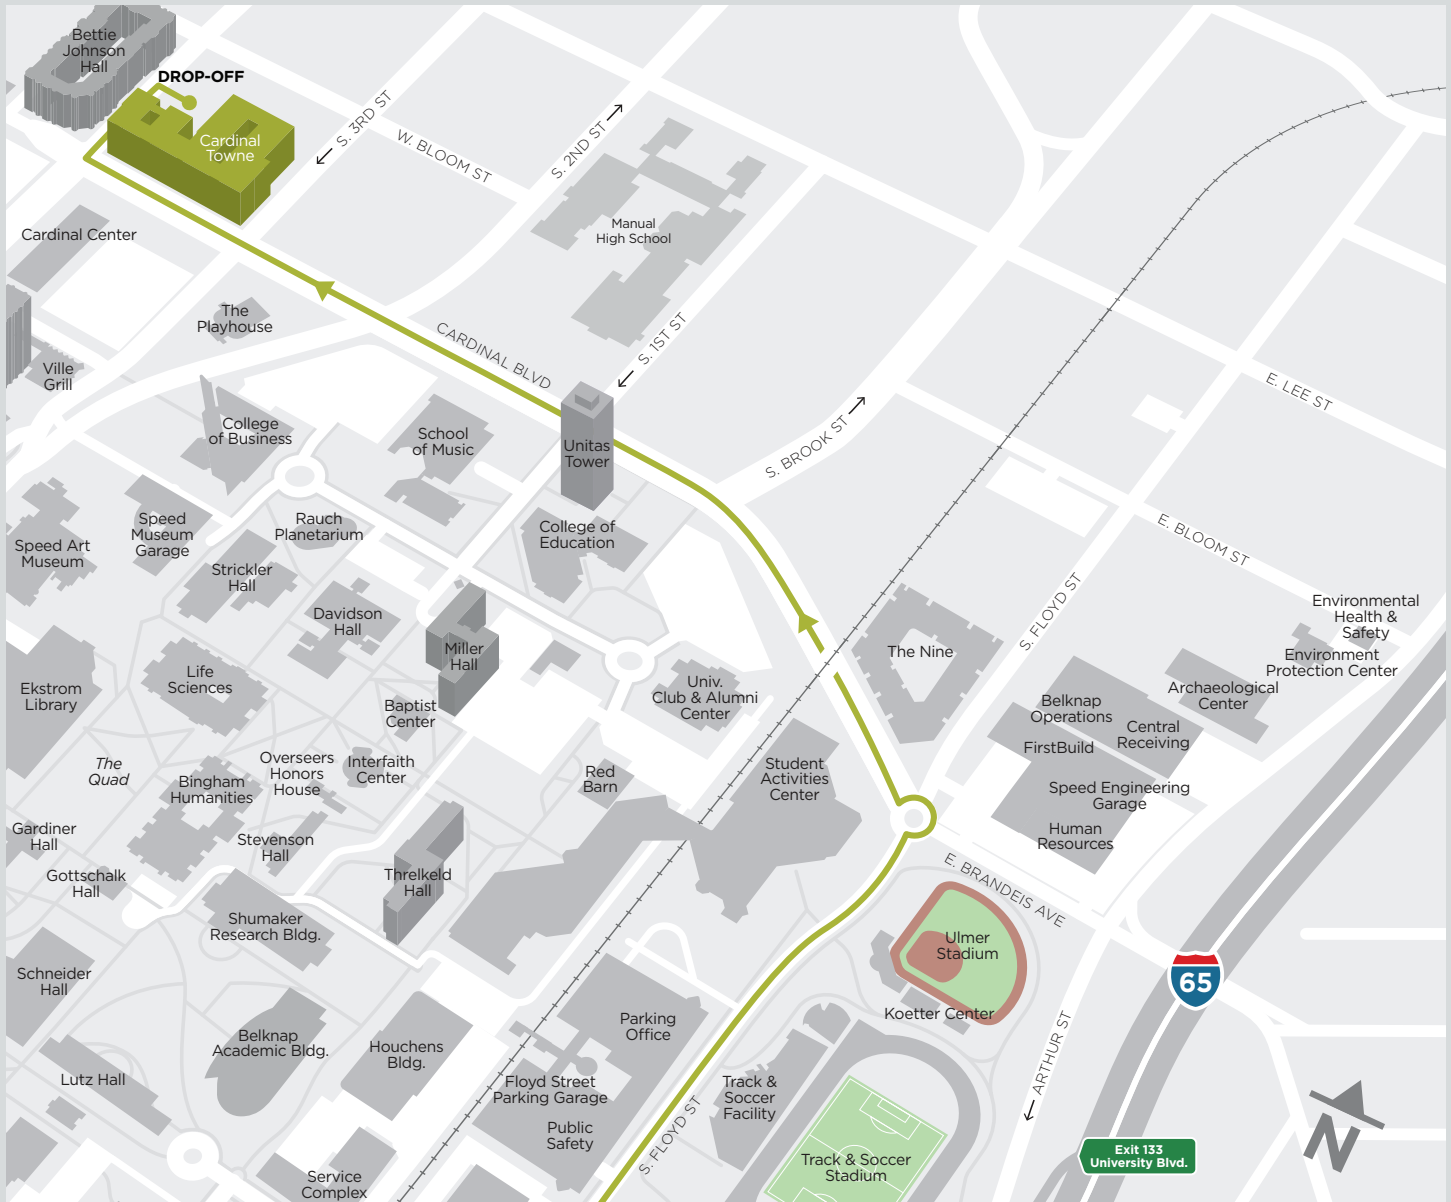 Bettie
Johnson
Hall
DROP-OFF
Cardinal
Towne
S. 3RD ST
W. BLOOM ST
S. 2ND ST
Manual
High School
Cardinal Center
The
Playhouse
CARDINAL BLVD
S. 1ST ST
Ville
Grill
E. LEE ST
College
of Business
School
of Music
Unitas
Tower
S. BROOK ST
Speed
Museum
Garage
Rauch
Planetarium
College of
Education
E. BLOOM ST
Speed Art
Museum
Strickler
Hall
S. FLOYD ST
Environmental
Health &
Safety
Davidson
Hall
Miller
Hall
The Nine
Environment
Protection Center
Life
Sciences
Univ.
Club & Alumni
Center
Archaeological
Center
Ekstrom
Library
Baptist
Center
Belknap
Operations
Central
Receiving
FirstBuild
The
Quad
Overseers
Honors
House
Interfaith
Center
Red
Barn
Student
Activities
Center
Bingham
Humanities
Speed Engineering
Garage
Gardiner
Hall
Stevenson
Hall
Human
Resources
Gottschalk
Hall
Threlkeld
Hall
E. BRANDEIS AVE
Shumaker
Research Bldg.
Ulmer
Stadium
Schneider
Hall
65
Koetter Center
Parking
Office
Belknap
Academic Bldg.
Houchens
Bldg.
ARTHUR ST
Lutz Hall
Floyd Street
Parking Garage
Track &
Soccer
Facility
Public
Safety
S. FLOYD ST
N
Exit 133
University Blvd.
Track & Soccer
Stadium
Service
Complex